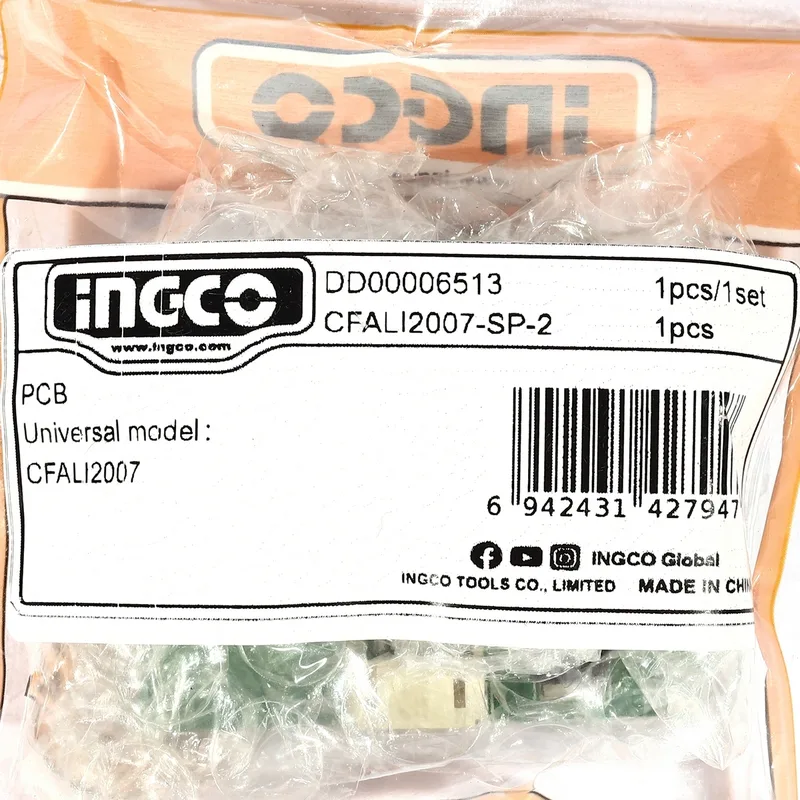 INGCO
INGCO
www.ingco.com
DD00006513 1pcs/1set
CFALI2007-SP-2 1pcs
PCB
Universal model:
CFALI2007
6 942431 427947
INGCO Global
INGCO TOOLS CO., LIMITED MADE IN CHIN